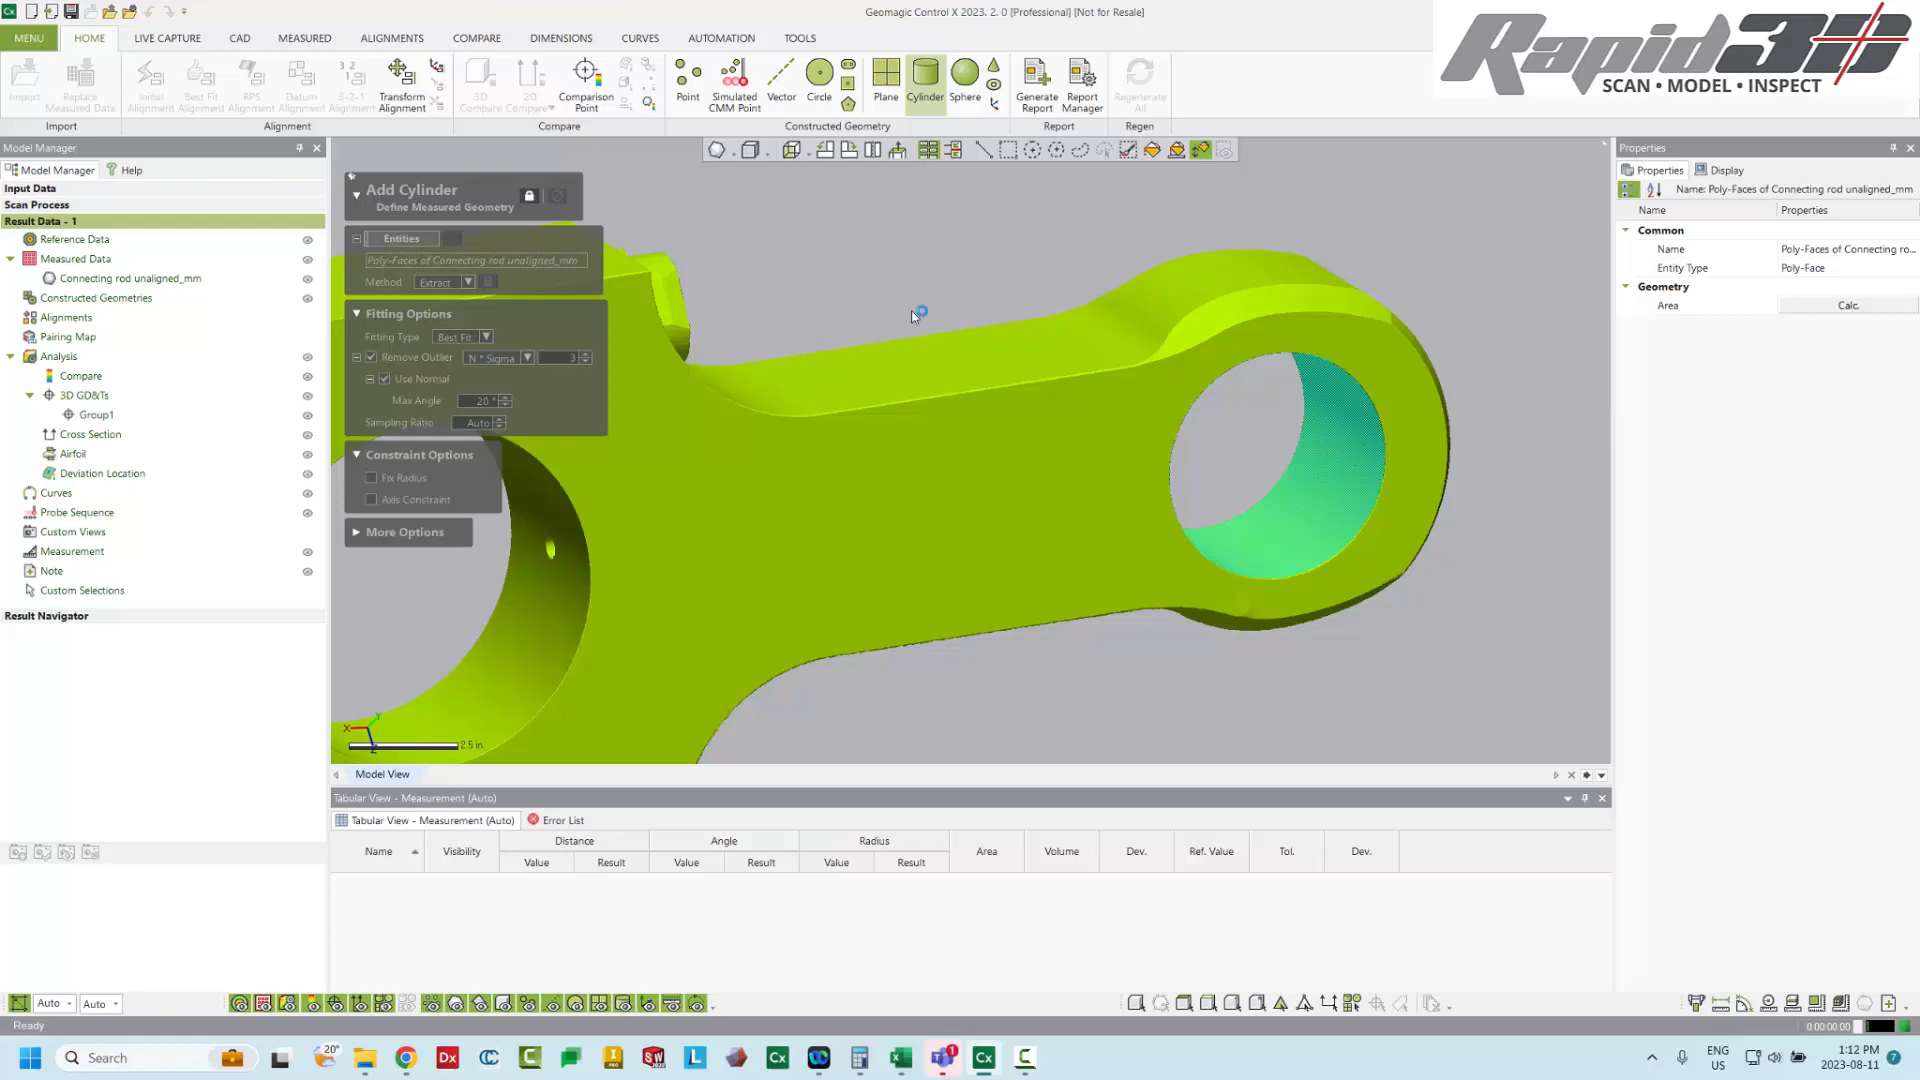 Geomagic Control X 2023. 2. 0 [Professional] [Not for Resale]
MENU HOME LIVE CAPTURE CAD MEASURED ALIGNMENTS COMPARE DIMENSIONS CURVES AUTOMATION TOOLS
Rapid3D
SCAN • MODEL • INSPECT
Import
Replace Measured Data
Initial Alignment
Best Fit Alignment
RPS Alignment
Datum Alignment
3-2-1 Alignment
Transform Alignment
3D Compare
2D Compare
Comparison Point
Point
Simulated CMM Point
Vector
Circle
Plane
Cylinder
Sphere
Generate Report
Report Manager
Regenerate All
Import Alignment Compare Constructed Geometry Report Regen
Model Manager
Model Manager Help
Input Data
Scan Process
Result Data - 1
Reference Data
Measured Data
Connecting rod unaligned_mm
Constructed Geometries
Alignments
Pairing Map
Analysis
Compare
3D GD&Ts
Group1
Cross Section
Airfoil
Deviation Location
Curves
Probe Sequence
Custom Views
Measurement
Note
Custom Selections
Result Navigator
Add Cylinder
Define Measured Geometry
Entities
Poly-Faces of Connecting rod unaligned_mm
Method Extract
Fitting Options
Fitting Type Best Fit
Remove Outlier N * Sigma 3
Use Normal
Max Angle 20 °
Sampling Ratio Auto
Constraint Options
Fix Radius
Axis Constraint
More Options
X Y Z
2.5 in.
Model View
Tabular View - Measurement (Auto)
Tabular View - Measurement (Auto) Error List
Name Visibility Distance Angle Radius Area Volume Dev. Ref. Value Tol. Dev.
Value Result Value Result Value Result
Properties
Properties Display
Name: Poly-Faces of Connecting rod unaligned_mm
Name Properties
Common
Name Poly-Faces of Connecting ro...
Entity Type Poly-Face
Geometry
Area Calc.
Auto Auto
Ready
0:00:00:00
Search
20°
ENG
US
1:12 PM
2023-08-11